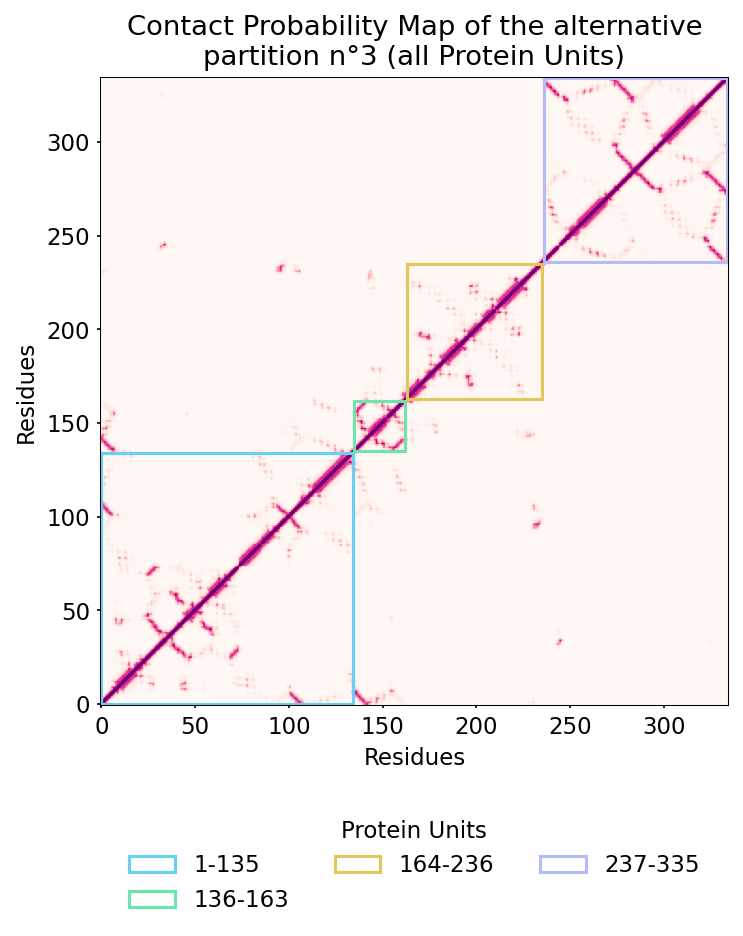 Contact Probability Map of the alternative
partition n°3 (all Protein Units)
300
250
200
150
100
50
0
Residues
0 50 100 150 200 250 300
Residues
Protein Units
1-135 164-236 237-335
136-163